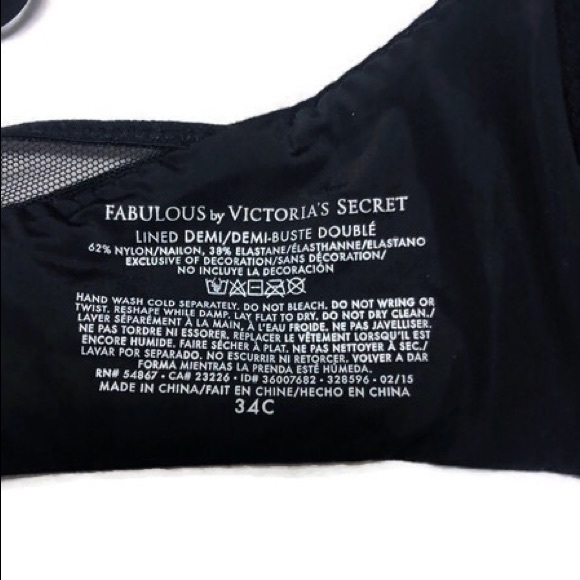 FABULOUS by VICTORIA'S SECRET
LINED DEMI/DEMI-BUSTE DOUBLÉ
62% NYLON/NAILON, 38% ELASTANE/ÉLASTHANNE/ELASTANO
EXCLUSIVE OF DECORATION/SANS DÉCORATION/
NO INCLUYE LA DECORACIÓN
HAND WASH COLD SEPARATELY. DO NOT BLEACH. DO NOT WRING OR
TWIST. RESHAPE WHILE DAMP. LAY FLAT TO DRY. DO NOT DRY CLEAN./
LAVER SÉPARÉMENT À LA MAIN, À L'EAU FROIDE. NE PAS JAVELLISER.
NE PAS TORDRE NI ESSORER. REPLACER LE VÊTEMENT LORSQU'IL EST
ENCORE HUMIDE. FAIRE SÉCHER À PLAT. NE PAS NETTOYER À SEC./
LAVAR POR SEPARADO. NO ESCURRIR NI RETORCER. VOLVER A DAR
FORMA MIENTRAS LA PRENDA ESTÉ HÚMEDA.
RN# 54867 • CA# 23226 • ID# 36007682 • 328596 • 02/15
MADE IN CHINA/FAIT EN CHINE/HECHO EN CHINA
34C